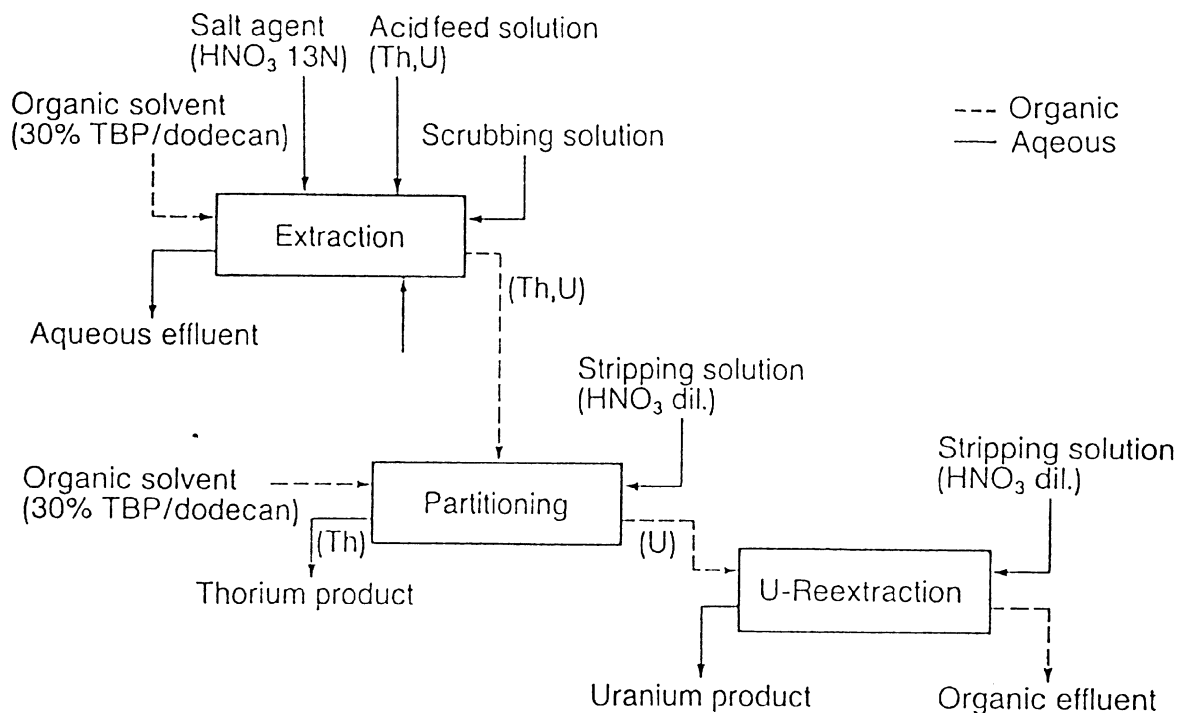 Salt agent
(HNO₃ 13N)
Acidfeed solution
(Th,U)
Organic solvent
(30% TBP/dodecan)
Scrubbing solution
--- Organic
— Aqeous
Extraction
(Th,U)
Aqueous effluent
Stripping solution
(HNO₃ dil.)
Organic solvent
(30% TBP/dodecan)
Partitioning
Stripping solution
(HNO₃ dil.)
(Th)
(U)
Thorium product
U-Reextraction
Uranium product
Organic effluent